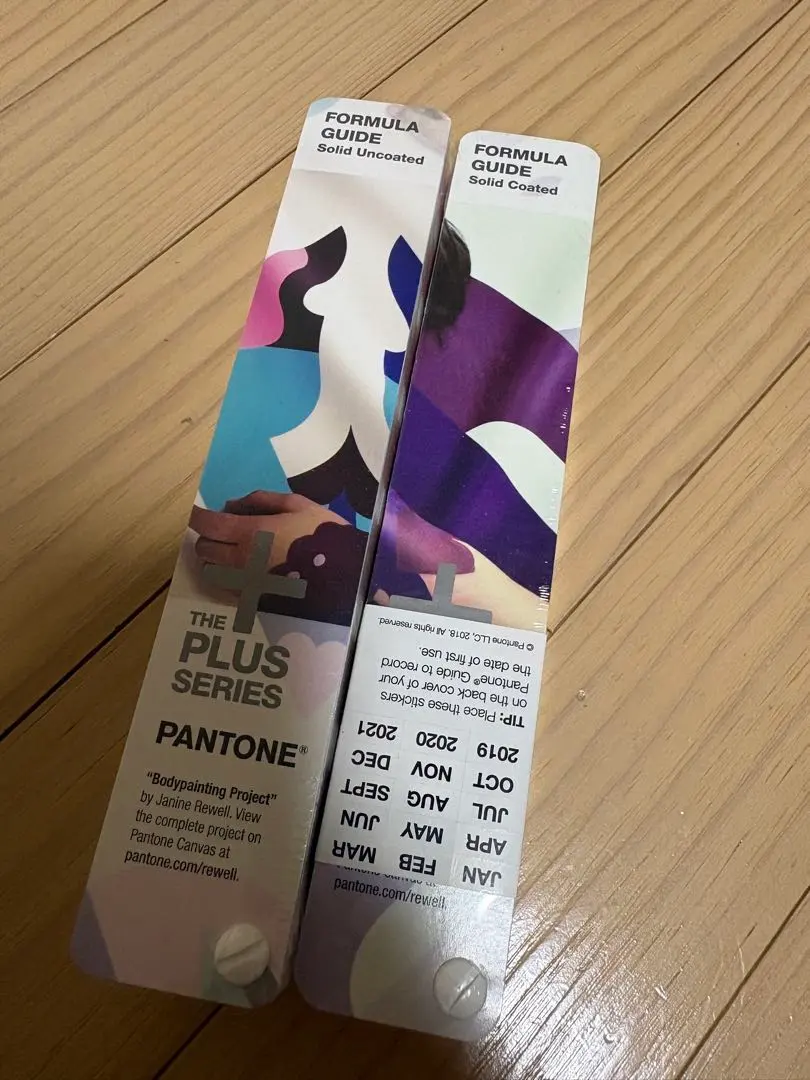 FORMULA
GUIDE
Solid Uncoated
THE
PLUS
SERIES
PANTONE®
“Bodypainting Project”
by Janine Rewell. View
the complete project on
Pantone Canvas at
pantone.com/rewell.
FORMULA
GUIDE
Solid Coated
JAN FEB MAR
APR MAY JUN
JUL AUG SEPT
OCT NOV DEC
2019 2020 2021
TIP: Place these stickers
on the back cover of your
Pantone® Guide to record
the date of first use.
© Pantone LLC, 2018. All rights reserved.
pantone.com/rewell.